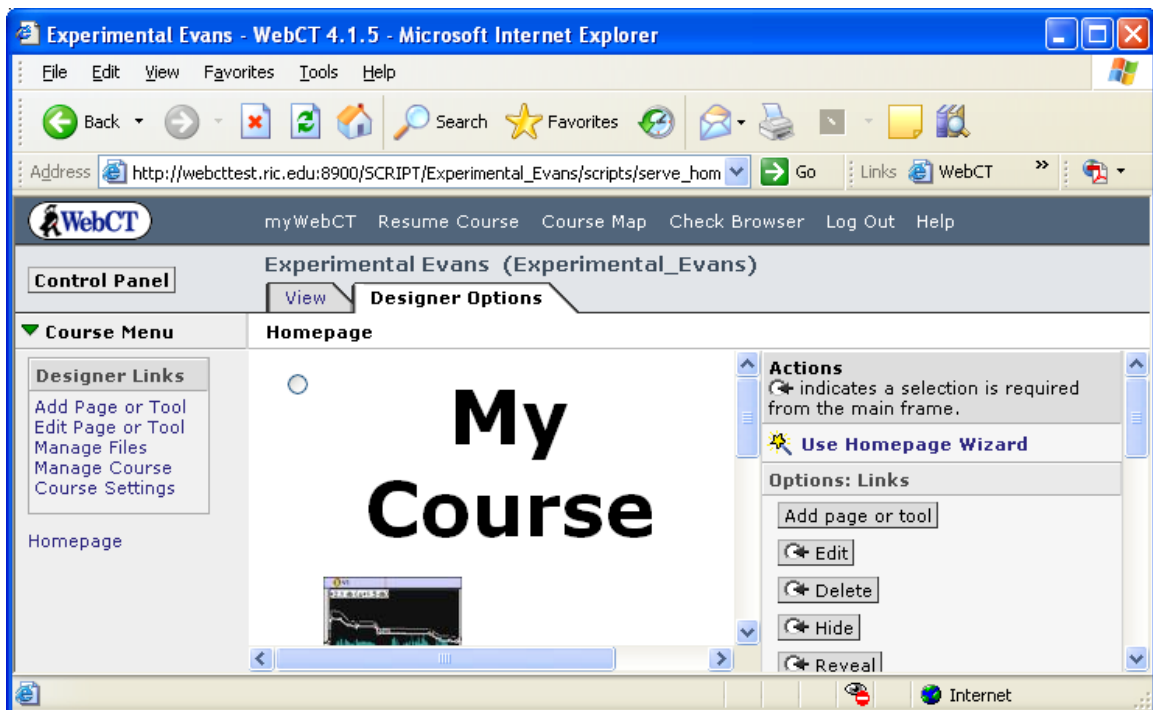 Experimental Evans - WebCT 4.1.5 - Microsoft Internet Explorer
File Edit View Favorites Tools Help
Back Search Favorites
Address http://webcttest.ric.edu:8900/SCRIPT/Experimental_Evans/scripts/serve_hom Go Links WebCT »
WebCT myWebCT Resume Course Course Map Check Browser Log Out Help
Control Panel
Experimental Evans (Experimental_Evans)
View Designer Options
Course Menu
Homepage
Designer Links
Add Page or Tool
Edit Page or Tool
Manage Files
Manage Course
Course Settings
Homepage
My
Course
Actions
indicates a selection is required
from the main frame.
Use Homepage Wizard
Options: Links
Add page or tool
Edit
Delete
Hide
Reveal
Internet